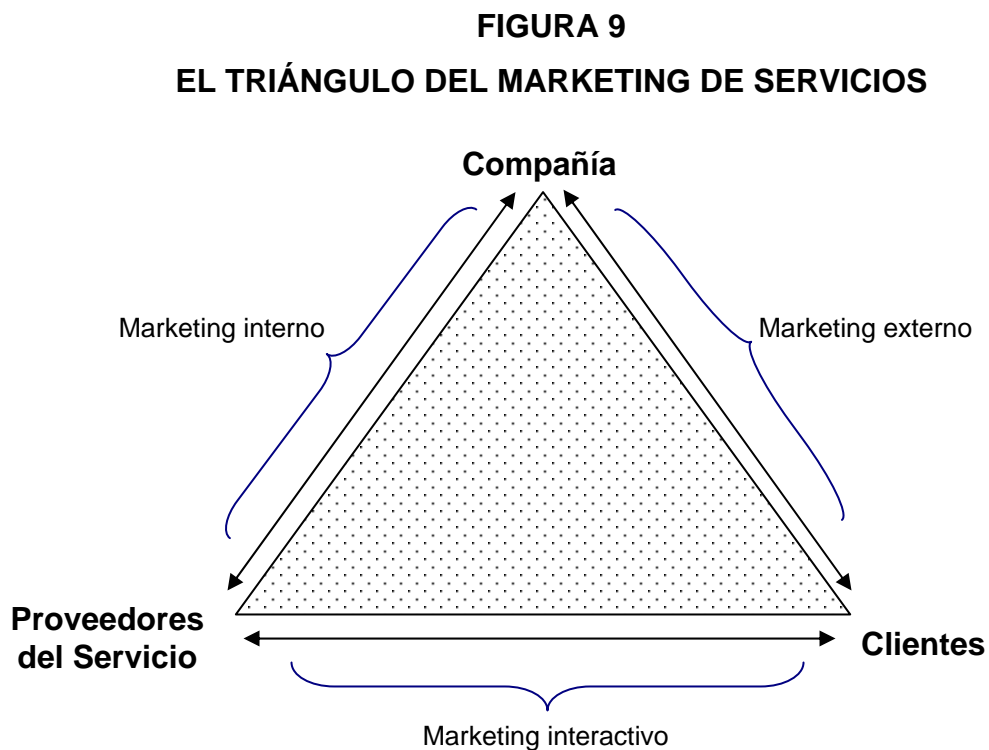 FIGURA 9
EL TRIÁNGULO DEL MARKETING DE SERVICIOS
Compañía
Marketing interno
Marketing externo
Proveedores
del Servicio
Clientes
Marketing interactivo